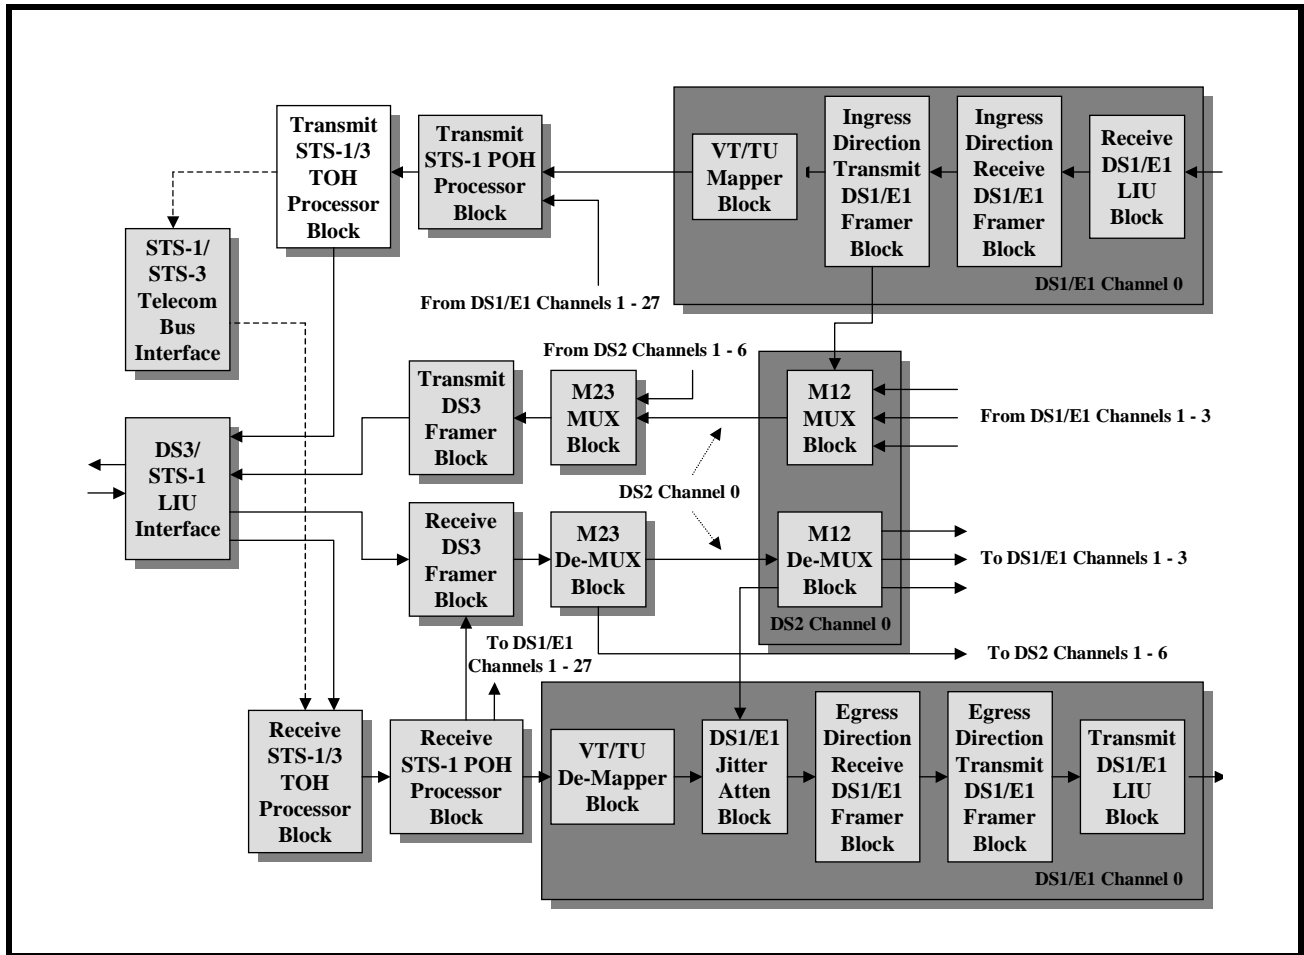 Transmit
STS-1/3
TOH
Processor
Block
Transmit
STS-1 POH
Processor
Block
VT/TU
Mapper
Block
Ingress
Direction
Transmit
DS1/E1
Framer
Block
Ingress
Direction
Receive
DS1/E1
Framer
Block
Receive
DS1/E1
LIU
Block
DS1/E1 Channel 0
STS-1/
STS-3
Telecom
Bus
Interface
From DS1/E1 Channels 1 - 27
From DS2 Channels 1 - 6
Transmit
DS3
Framer
Block
M23
MUX
Block
M12
MUX
Block
From DS1/E1 Channels 1 - 3
DS3/
STS-1
LIU
Interface
DS2 Channel 0
Receive
DS3
Framer
Block
M23
De-MUX
Block
M12
De-MUX
Block
To DS1/E1 Channels 1 - 3
DS2 Channel 0
To DS1/E1
Channels 1 - 27
To DS2 Channels 1 - 6
Receive
STS-1/3
TOH
Processor
Block
Receive
STS-1 POH
Processor
Block
VT/TU
De-Mapper
Block
DS1/E1
Jitter
Atten
Block
Egress
Direction
Receive
DS1/E1
Framer
Block
Egress
Direction
Transmit
DS1/E1
Framer
Block
Transmit
DS1/E1
LIU
Block
DS1/E1 Channel 0